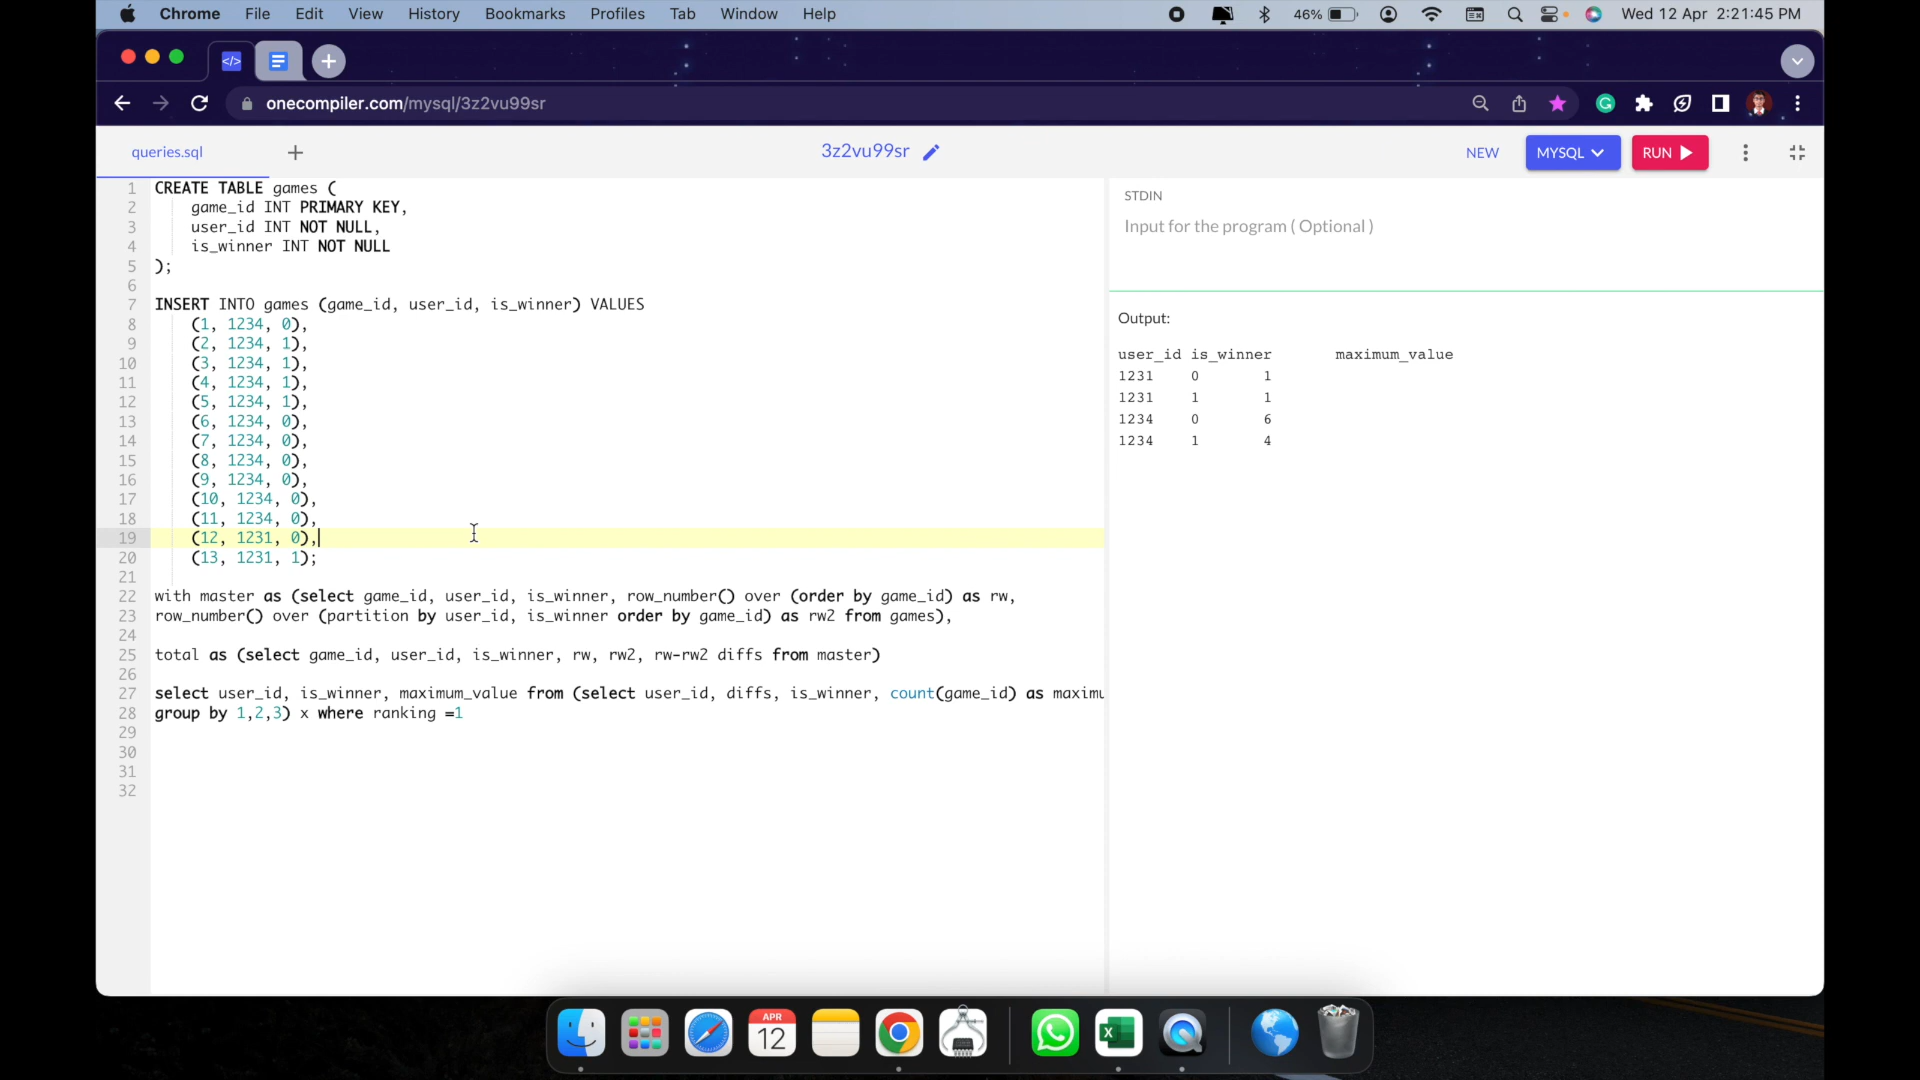 Chrome File Edit View History Bookmarks Profiles Tab Window Help 46% Wed 12 Apr 2:21:45 PM
onecompiler.com/mysql/3z2vu99sr
queries.sql + 3z2vu99sr NEW MYSQL RUN
1 CREATE TABLE games (
2 game_id INT PRIMARY KEY,
3 user_id INT NOT NULL,
4 is_winner INT NOT NULL
5 );
6
7 INSERT INTO games (game_id, user_id, is_winner) VALUES
8 (1, 1234, 0),
9 (2, 1234, 1),
10 (3, 1234, 1),
11 (4, 1234, 1),
12 (5, 1234, 1),
13 (6, 1234, 0),
14 (7, 1234, 0),
15 (8, 1234, 0),
16 (9, 1234, 0),
17 (10, 1234, 0),
18 (11, 1234, 0),
19 (12, 1231, 0),
20 (13, 1231, 1);
21
22 with master as (select game_id, user_id, is_winner, row_number() over (order by game_id) as rw,
23 row_number() over (partition by user_id, is_winner order by game_id) as rw2 from games),
24
25 total as (select game_id, user_id, is_winner, rw, rw2, rw-rw2 diffs from master)
26
27 select user_id, is_winner, maximum_value from (select user_id, diffs, is_winner, count(game_id) as maximu
28 group by 1,2,3) x where ranking =1
29
30
31
32
STDIN
Input for the program ( Optional )
Output:
user_id is_winner maximum_value
1231 0 1
1231 1 1
1234 0 6
1234 1 4
APR
12